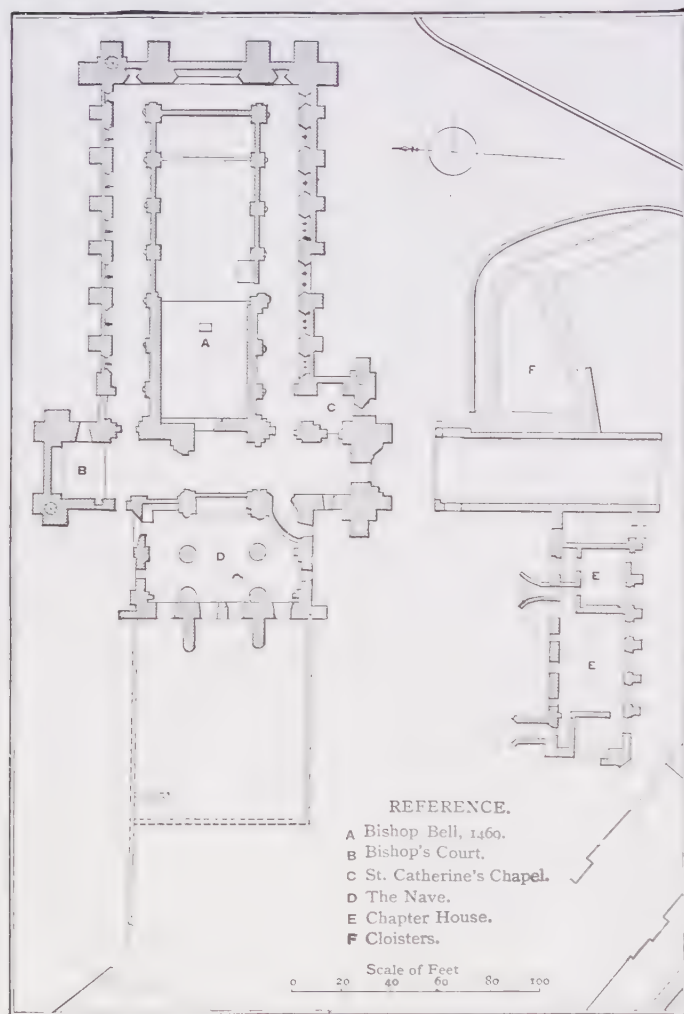 A
F
C
B
D
E
E
REFERENCE.
A Bishop Bell,
B Bishop's Court.
C St. Catherine's Chapel.
D The Nave.
E Chapter House.
F Cloisters.
Scale of Feet
0 20 40 60 80 100